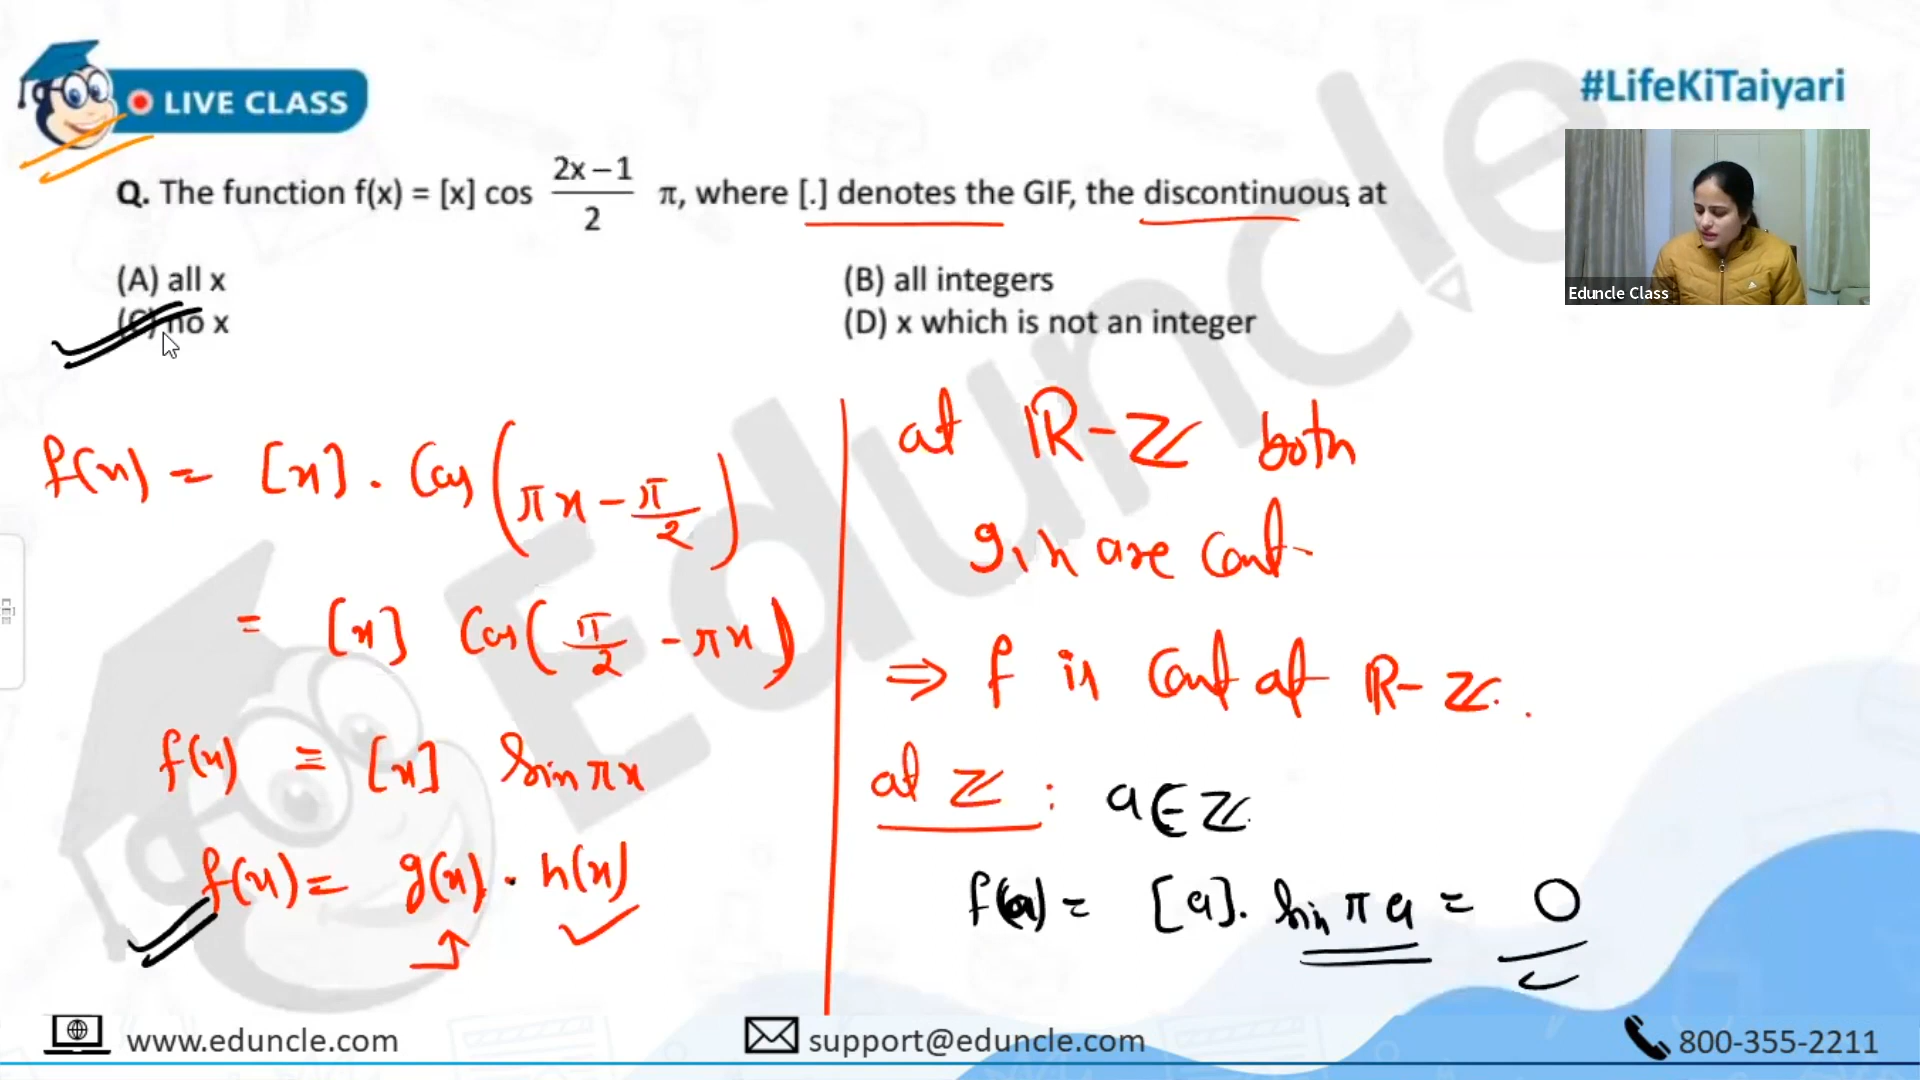 LIVE CLASS
#LifeKiTaiyari
Q. The function f(x) = [x] cos (2x – 1)/2 π, where [.] denotes the GIF, the discontinuous at
(A) all x
(B) all integers
(C) no x
(D) x which is not an integer
Eduncle Class
Eduncle
f(x) = [x] . Cos (πx - π/2)
= [x] Cos (π/2 - πx)
f(x) = [x] Sin πx
f(x) = g(x) . h(x)
at ℝ - ℤ both
g, h are cont.
⇒ f is cont at ℝ - ℤ.
at ℤ : a ∈ ℤ.
f(a) = [a]. Sin π a = 0
www.eduncle.com
support@eduncle.com
800-355-2211